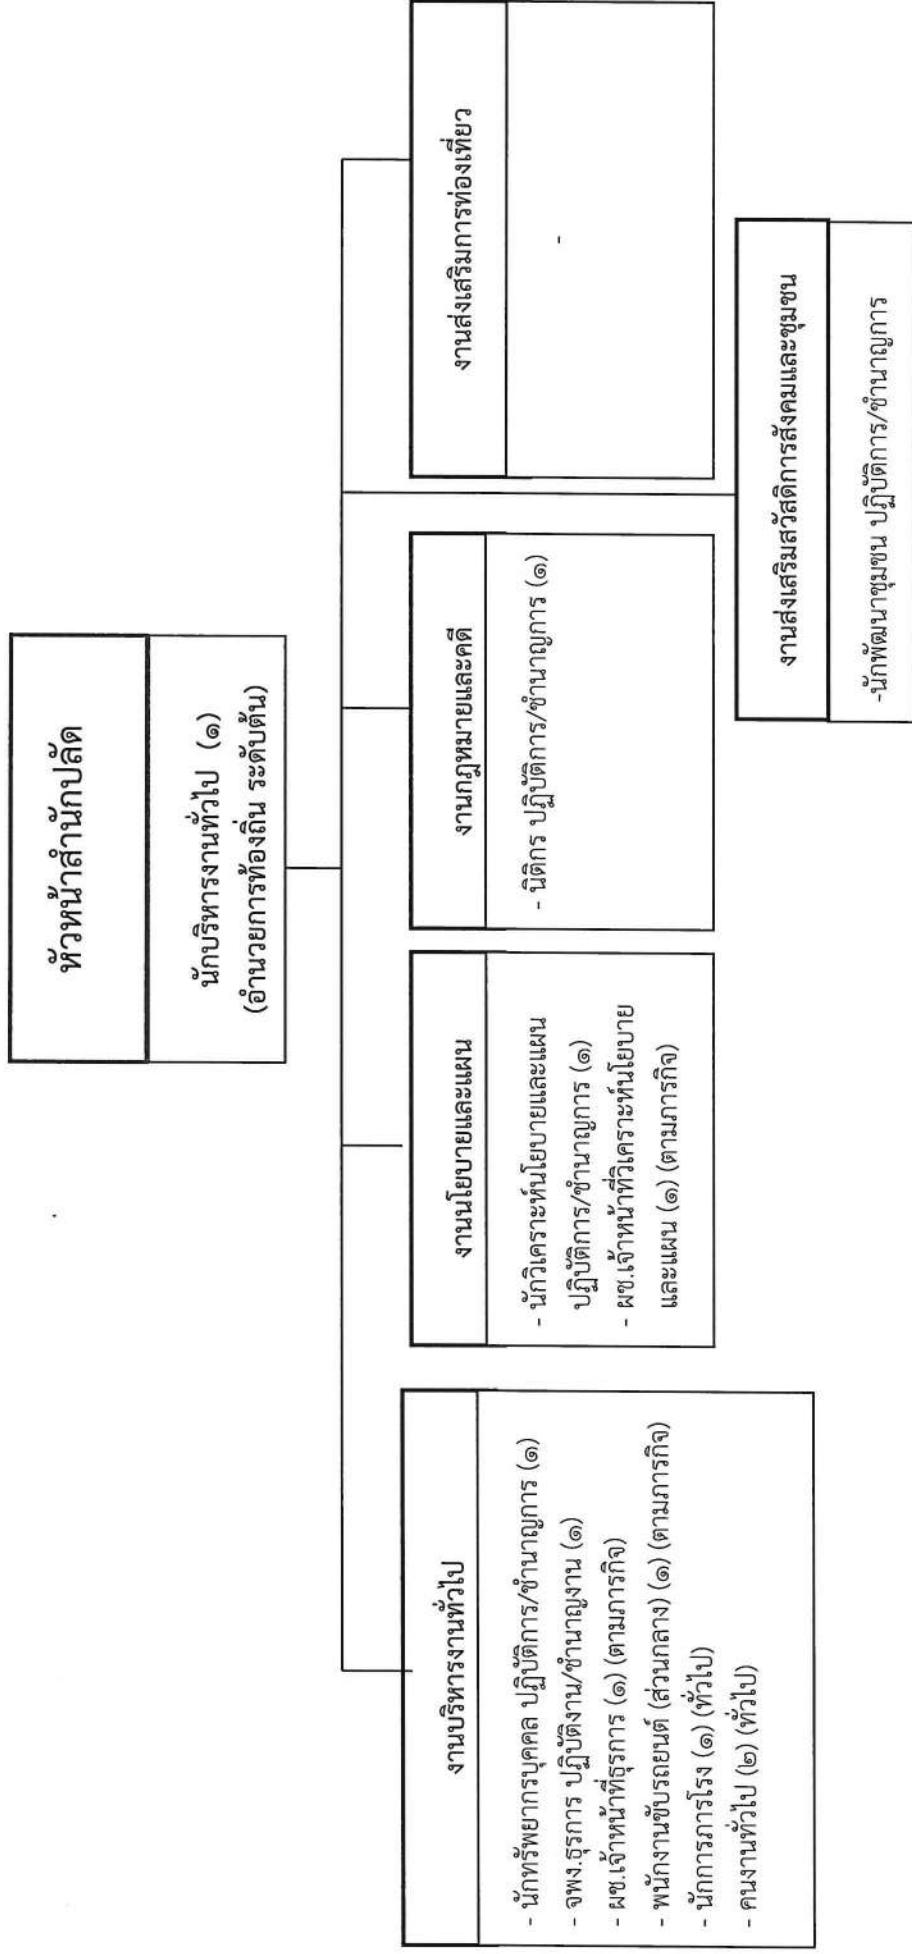 หัวหน้าสำนักปลัด
นักบริหารงานทั่วไป (๑)
(อำนวยการท้องถิ่น ระดับต้น)
งานบริหารงานทั่วไป
- นักทรัพยากรบุคคล ปฏิบัติการ/ชำนาญการ (๑)
- จพง.ธุรการ ปฏิบัติงาน/ชำนาญงาน (๑)
- ผช.เจ้าหน้าที่ธุรการ (๑) (ตามภารกิจ)
- พนักงานขับรถยนต์ (ส่วนกลาง) (๑) (ตามภารกิจ)
- นักการภารโรง (๑) (ทั่วไป)
- คนงานทั่วไป (๒) (ทั่วไป)
งานนโยบายและแผน
- นักวิเคราะห์นโยบายและแผน
ปฏิบัติการ/ชำนาญการ (๑)
- ผช.เจ้าหน้าที่วิเคราะห์นโยบาย
และแผน (๑) (ตามภารกิจ)
งานกฎหมายและคดี
- นิติกร ปฏิบัติการ/ชำนาญการ (๑)
งานส่งเสริมการท่องเที่ยว
-
งานส่งเสริมสวัสดิการสังคมและชุมชน
-นักพัฒนาชุมชน ปฏิบัติการ/ชำนาญการ